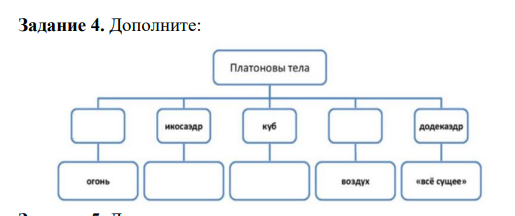 Задание 4. Дополните:
Платоновы тела
икосаэдр куб додекаэдр
огонь воздух «всё сущее»